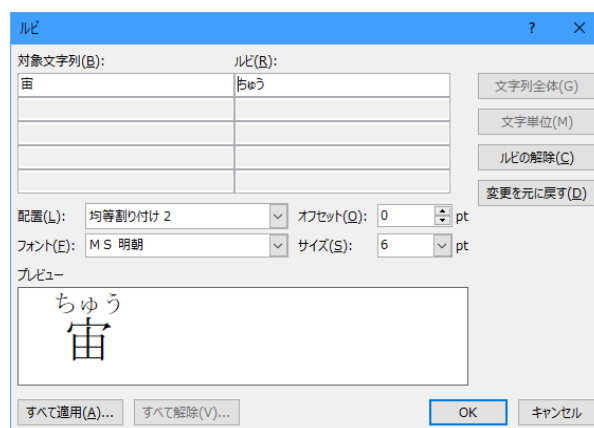 ルビ ? ×
対象文字列(B): ルビ(R):
宙 ちゅう 文字列全体(G)
文字単位(M)
ルビの解除(C)
変更を元に戻す(D)
配置(L): 均等割り付け 2 オフセット(O): 0 pt
フォント(F): ＭＳ 明朝 サイズ(S): 6 pt
プレビュー
ちゅう
宙
すべて適用(A)... すべて解除(V)... OK キャンセル